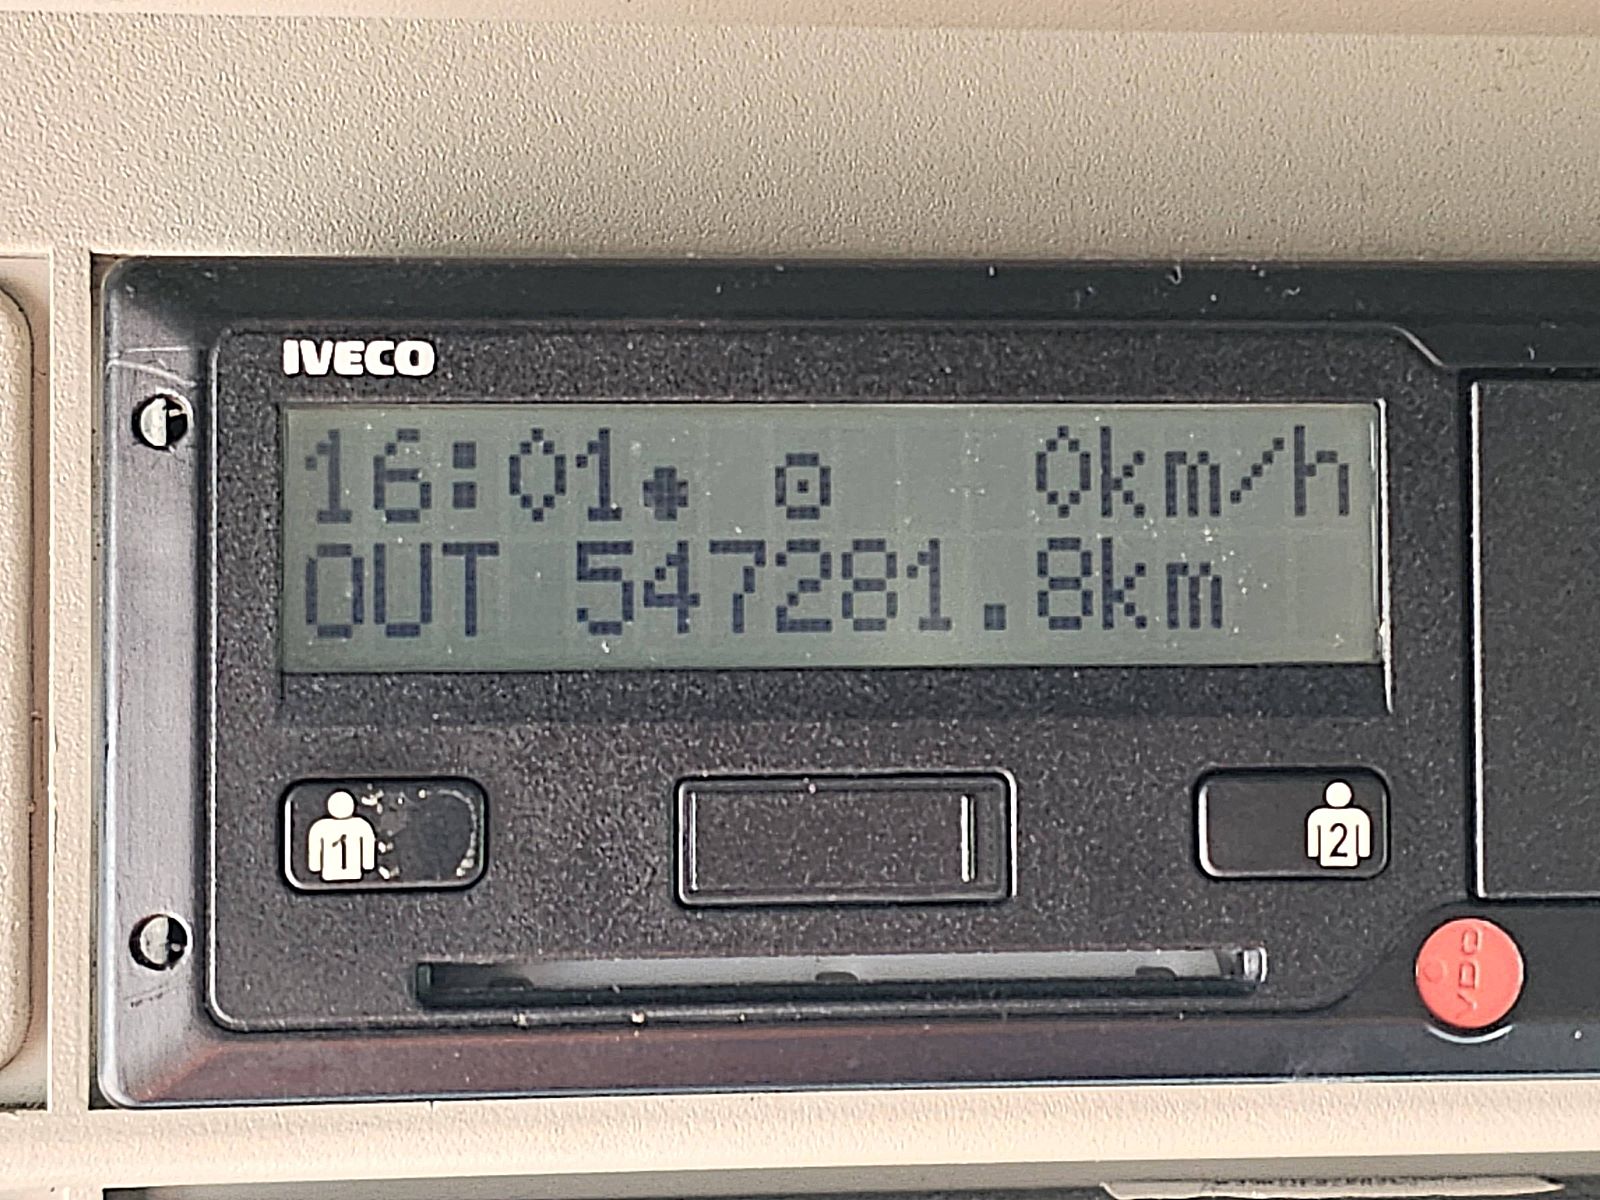 IVECO
16:01 0km/h
OUT 547281.8km
1
2
VDO